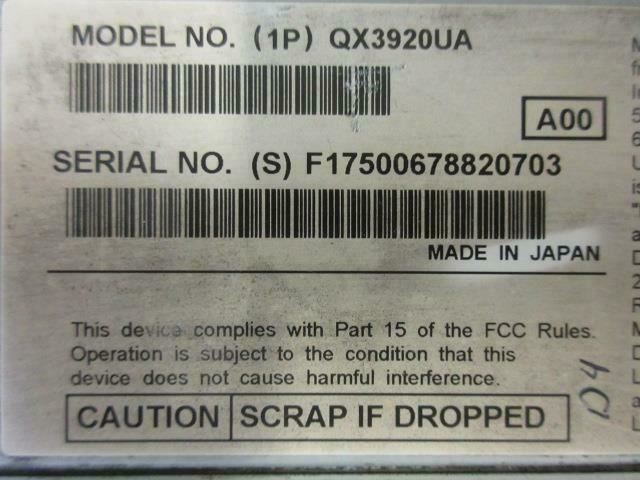 MODEL NO. (1P) QX3920UA
A00
SERIAL NO. (S) F17500678820703
MADE IN JAPAN
This device complies with Part 15 of the FCC Rules.
Operation is subject to the condition that this
device does not cause harmful interference.
CAUTION SCRAP IF DROPPED